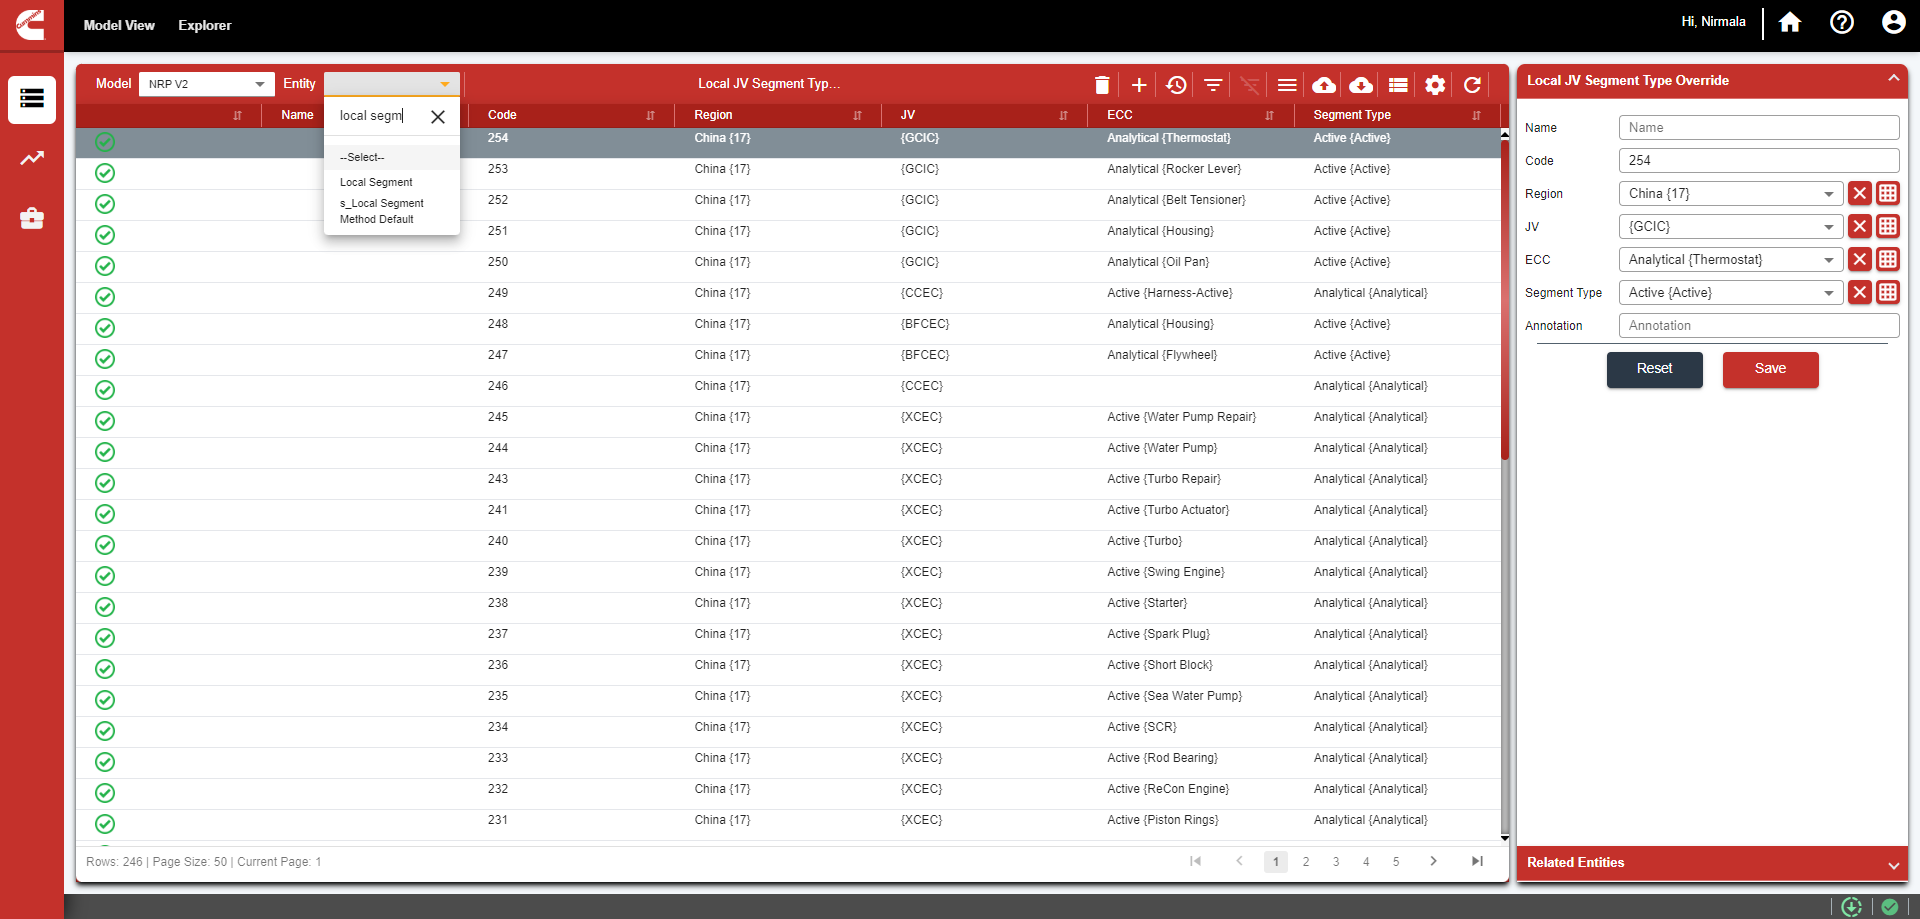 Cummins
Model View Explorer
Hi, Nirmala
Model NRP V2 Entity
Local JV Segment Typ...
Name Code Region JV ECC Segment Type
local segm
--Select--
Local Segment
s_Local Segment
Method Default
254 China {17} {GCIC} Analytical {Thermostat} Active {Active}
253 China {17} {GCIC} Analytical {Rocker Lever} Active {Active}
252 China {17} {GCIC} Analytical {Belt Tensioner} Active {Active}
251 China {17} {GCIC} Analytical {Housing} Active {Active}
250 China {17} {GCIC} Analytical {Oil Pan} Active {Active}
249 China {17} {CCEC} Active {Harness-Active} Analytical {Analytical}
248 China {17} {BFCEC} Analytical {Housing} Active {Active}
247 China {17} {BFCEC} Analytical {Flywheel} Active {Active}
246 China {17} {CCEC} Analytical {Analytical}
245 China {17} {XCEC} Active {Water Pump Repair} Analytical {Analytical}
244 China {17} {XCEC} Active {Water Pump} Analytical {Analytical}
243 China {17} {XCEC} Active {Turbo Repair} Analytical {Analytical}
241 China {17} {XCEC} Active {Turbo Actuator} Analytical {Analytical}
240 China {17} {XCEC} Active {Turbo} Analytical {Analytical}
239 China {17} {XCEC} Active {Swing Engine} Analytical {Analytical}
238 China {17} {XCEC} Active {Starter} Analytical {Analytical}
237 China {17} {XCEC} Active {Spark Plug} Analytical {Analytical}
236 China {17} {XCEC} Active {Short Block} Analytical {Analytical}
235 China {17} {XCEC} Active {Sea Water Pump} Analytical {Analytical}
234 China {17} {XCEC} Active {SCR} Analytical {Analytical}
233 China {17} {XCEC} Active {Rod Bearing} Analytical {Analytical}
232 China {17} {XCEC} Active {ReCon Engine} Analytical {Analytical}
231 China {17} {XCEC} Active {Piston Rings} Analytical {Analytical}
Rows: 246 | Page Size: 50 | Current Page: 1
1 2 3 4 5
Local JV Segment Type Override
Name Name
Code 254
Region China {17}
JV {GCIC}
ECC Analytical {Thermostat}
Segment Type Active {Active}
Annotation Annotation
Reset Save
Related Entities